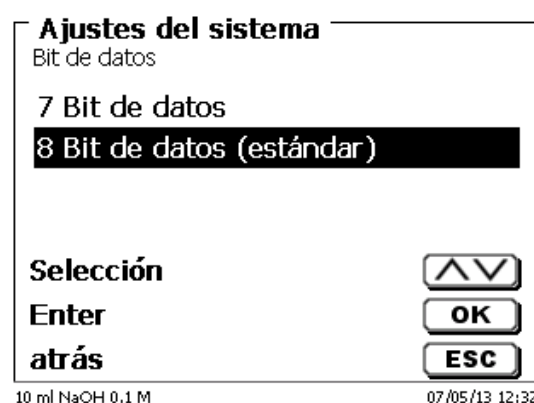 Ajustes del sistema
Bit de datos
7 Bit de datos
8 Bit de datos (estándar)
Selección
Enter OK
atrás ESC
10 ml NaOH 0.1 M 07/05/13 12:32